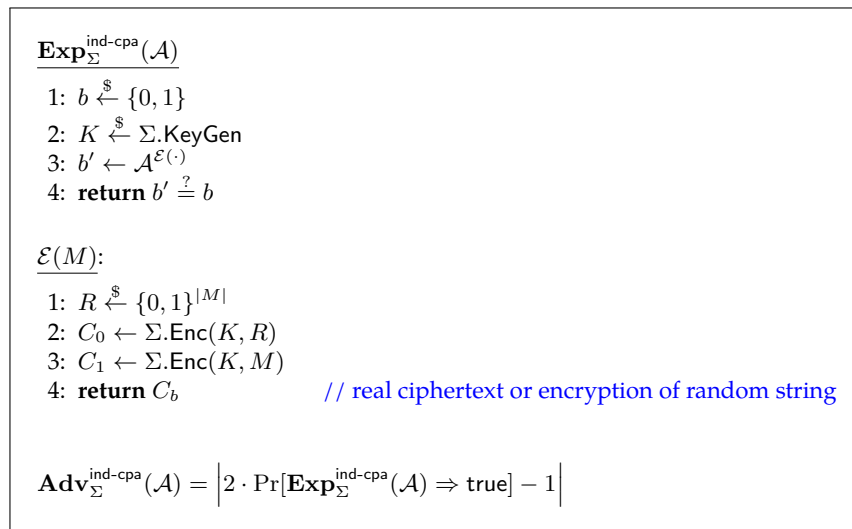 Exp_Σ^{ind-cpa}(𝒜)
1: b ←$ {0, 1}
2: K ←$ Σ.KeyGen
3: b′ ← 𝒜^{ℰ(·)}
4: return b′ ≟ b
ℰ(M):
1: R ←$ {0, 1}^{|M|}
2: C_0 ← Σ.Enc(K, R)
3: C_1 ← Σ.Enc(K, M)
4: return C_b // real ciphertext or encryption of random string
Adv_Σ^{ind-cpa}(𝒜) = |2 · Pr[Exp_Σ^{ind-cpa}(𝒜) ⇒ true] − 1|